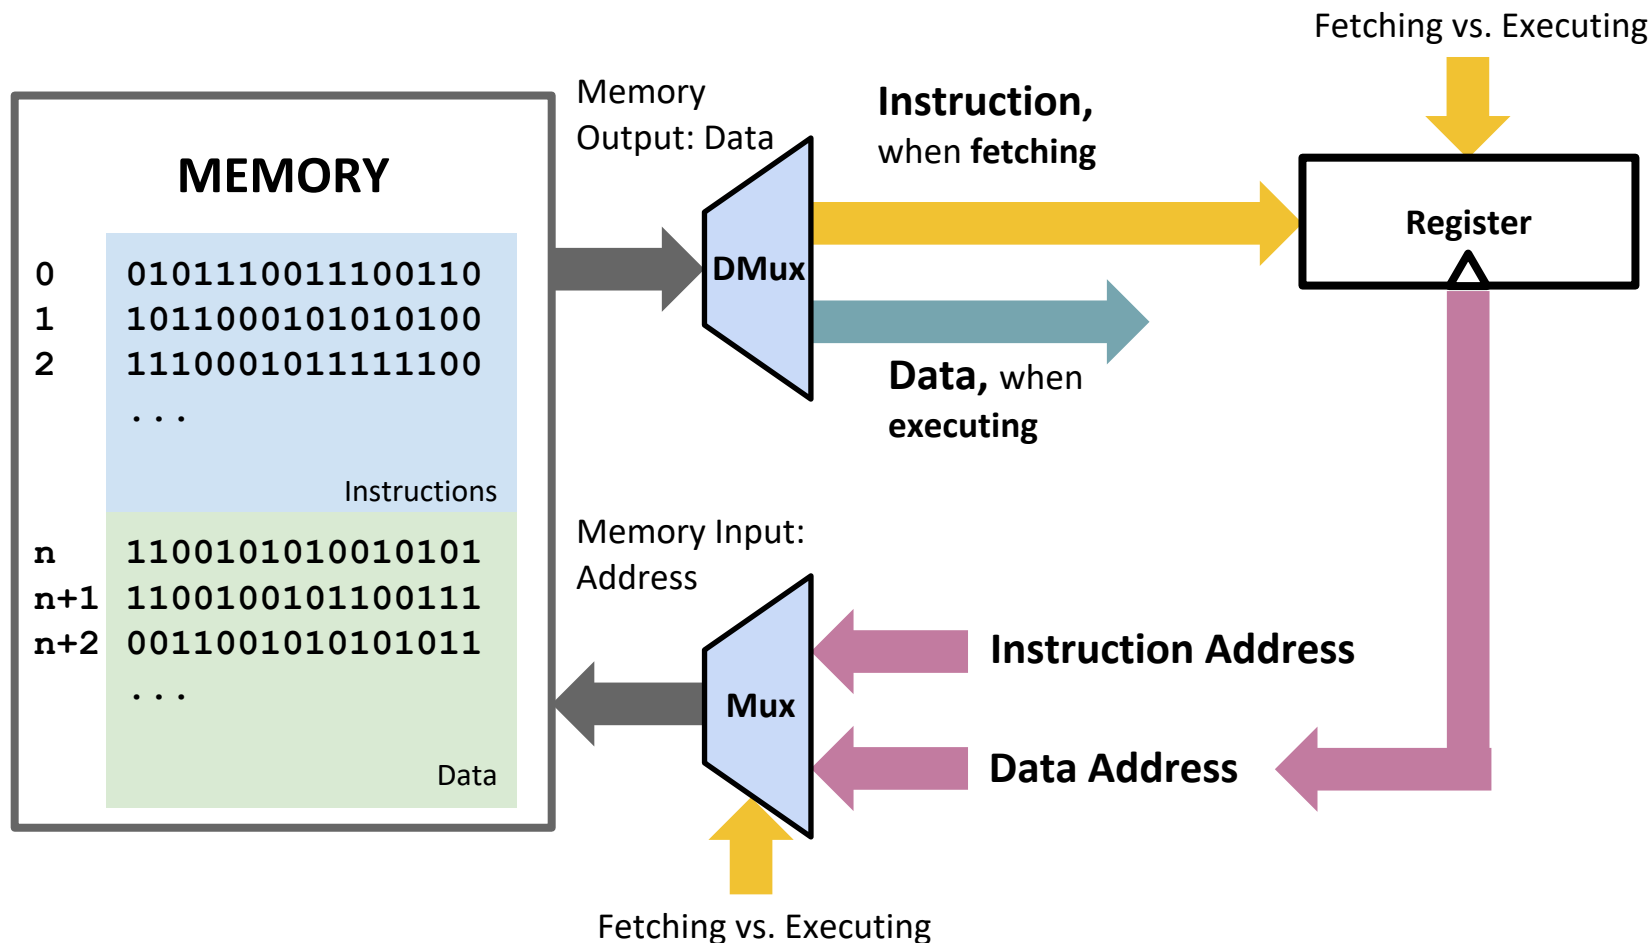 Fetching vs. Executing
Memory
Output: Data
Instruction,
when fetching
MEMORY
Register
DMux
0 0101110011100110
1 1011000101010100
2 1110001011111100
...
Data, when
executing
Instructions
Memory Input:
Address
n 1100101010010101
n+1 1100100101100111
n+2 0011001010101011
...
Instruction Address
Mux
Data Address
Data
Fetching vs. Executing